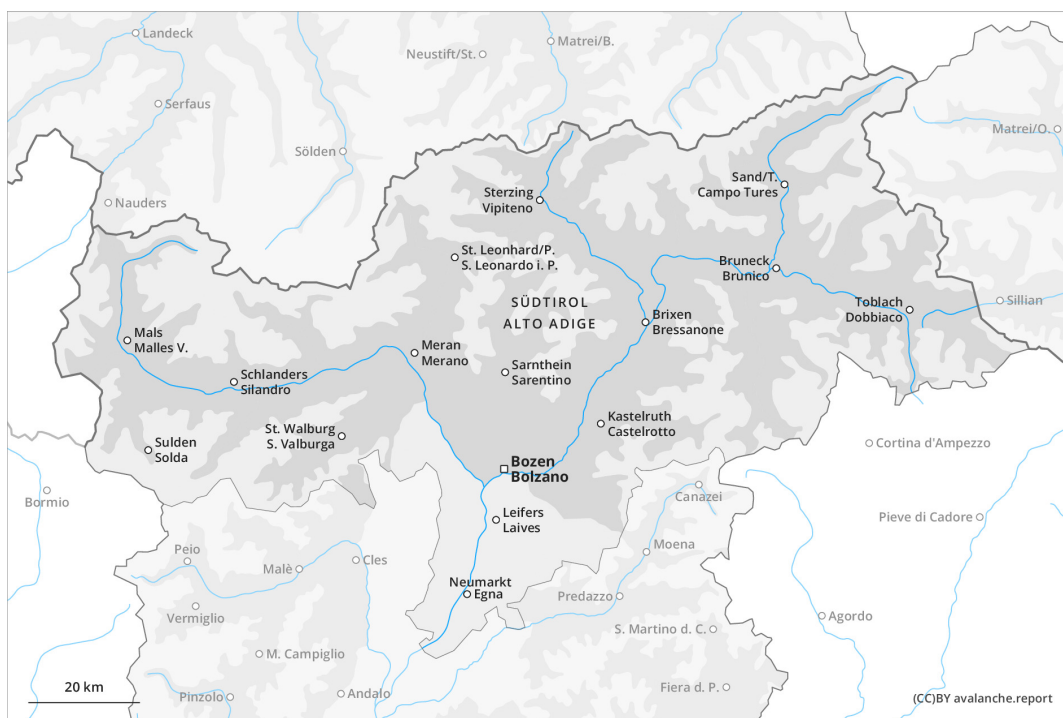 Landeck
Neustift/St.
Matrei/B.
Serfaus
Matrei/O.
Sölden
Sand/T.
Campo Tures
Sterzing
Vipiteno
Nauders
St. Leonhard/P.
S. Leonardo i. P.
Bruneck
Brunico
SÜDTIROL
ALTO ADIGE
Toblach
Dobbiaco
Sillian
Brixen
Bressanone
Mals
Malles V.
Meran
Merano
Sarnthein
Sarentino
Schlanders
Silandro
St. Walburg
S. Valburga
Kastelruth
Castelrotto
Sulden
Solda
Cortina d'Ampezzo
Bozen
Bolzano
Bormio
Canazei
Leifers
Laives
Pieve di Cadore
Peio
Moena
Malè
Cles
Neumarkt
Egna
Predazzo
Vermiglio
Agordo
S. Martino d. C.
M. Campiglio
20 km
Pinzolo
Andalo
Fiera d. P.
(CC)BY avalanche.report